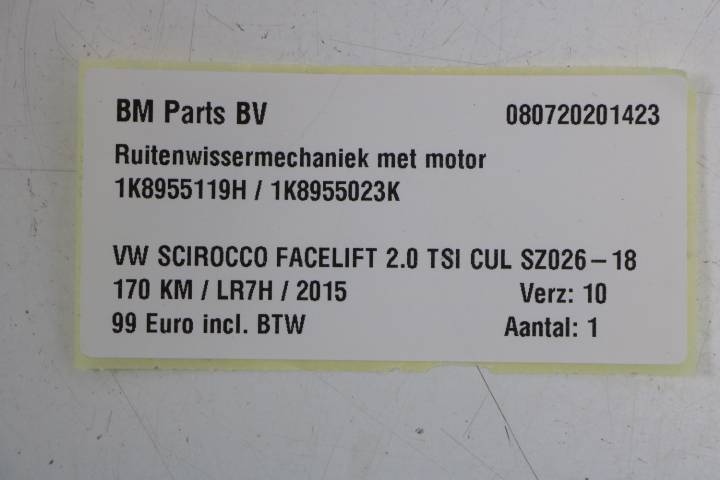 BM Parts BV 080720201423
Ruitenwissermechaniek met motor
1K8955119H / 1K8955023K
VW SCIROCCO FACELIFT 2.0 TSI CUL SZ026-18
170 KM / LR7H / 2015 Verz: 10
99 Euro incl. BTW Aantal: 1